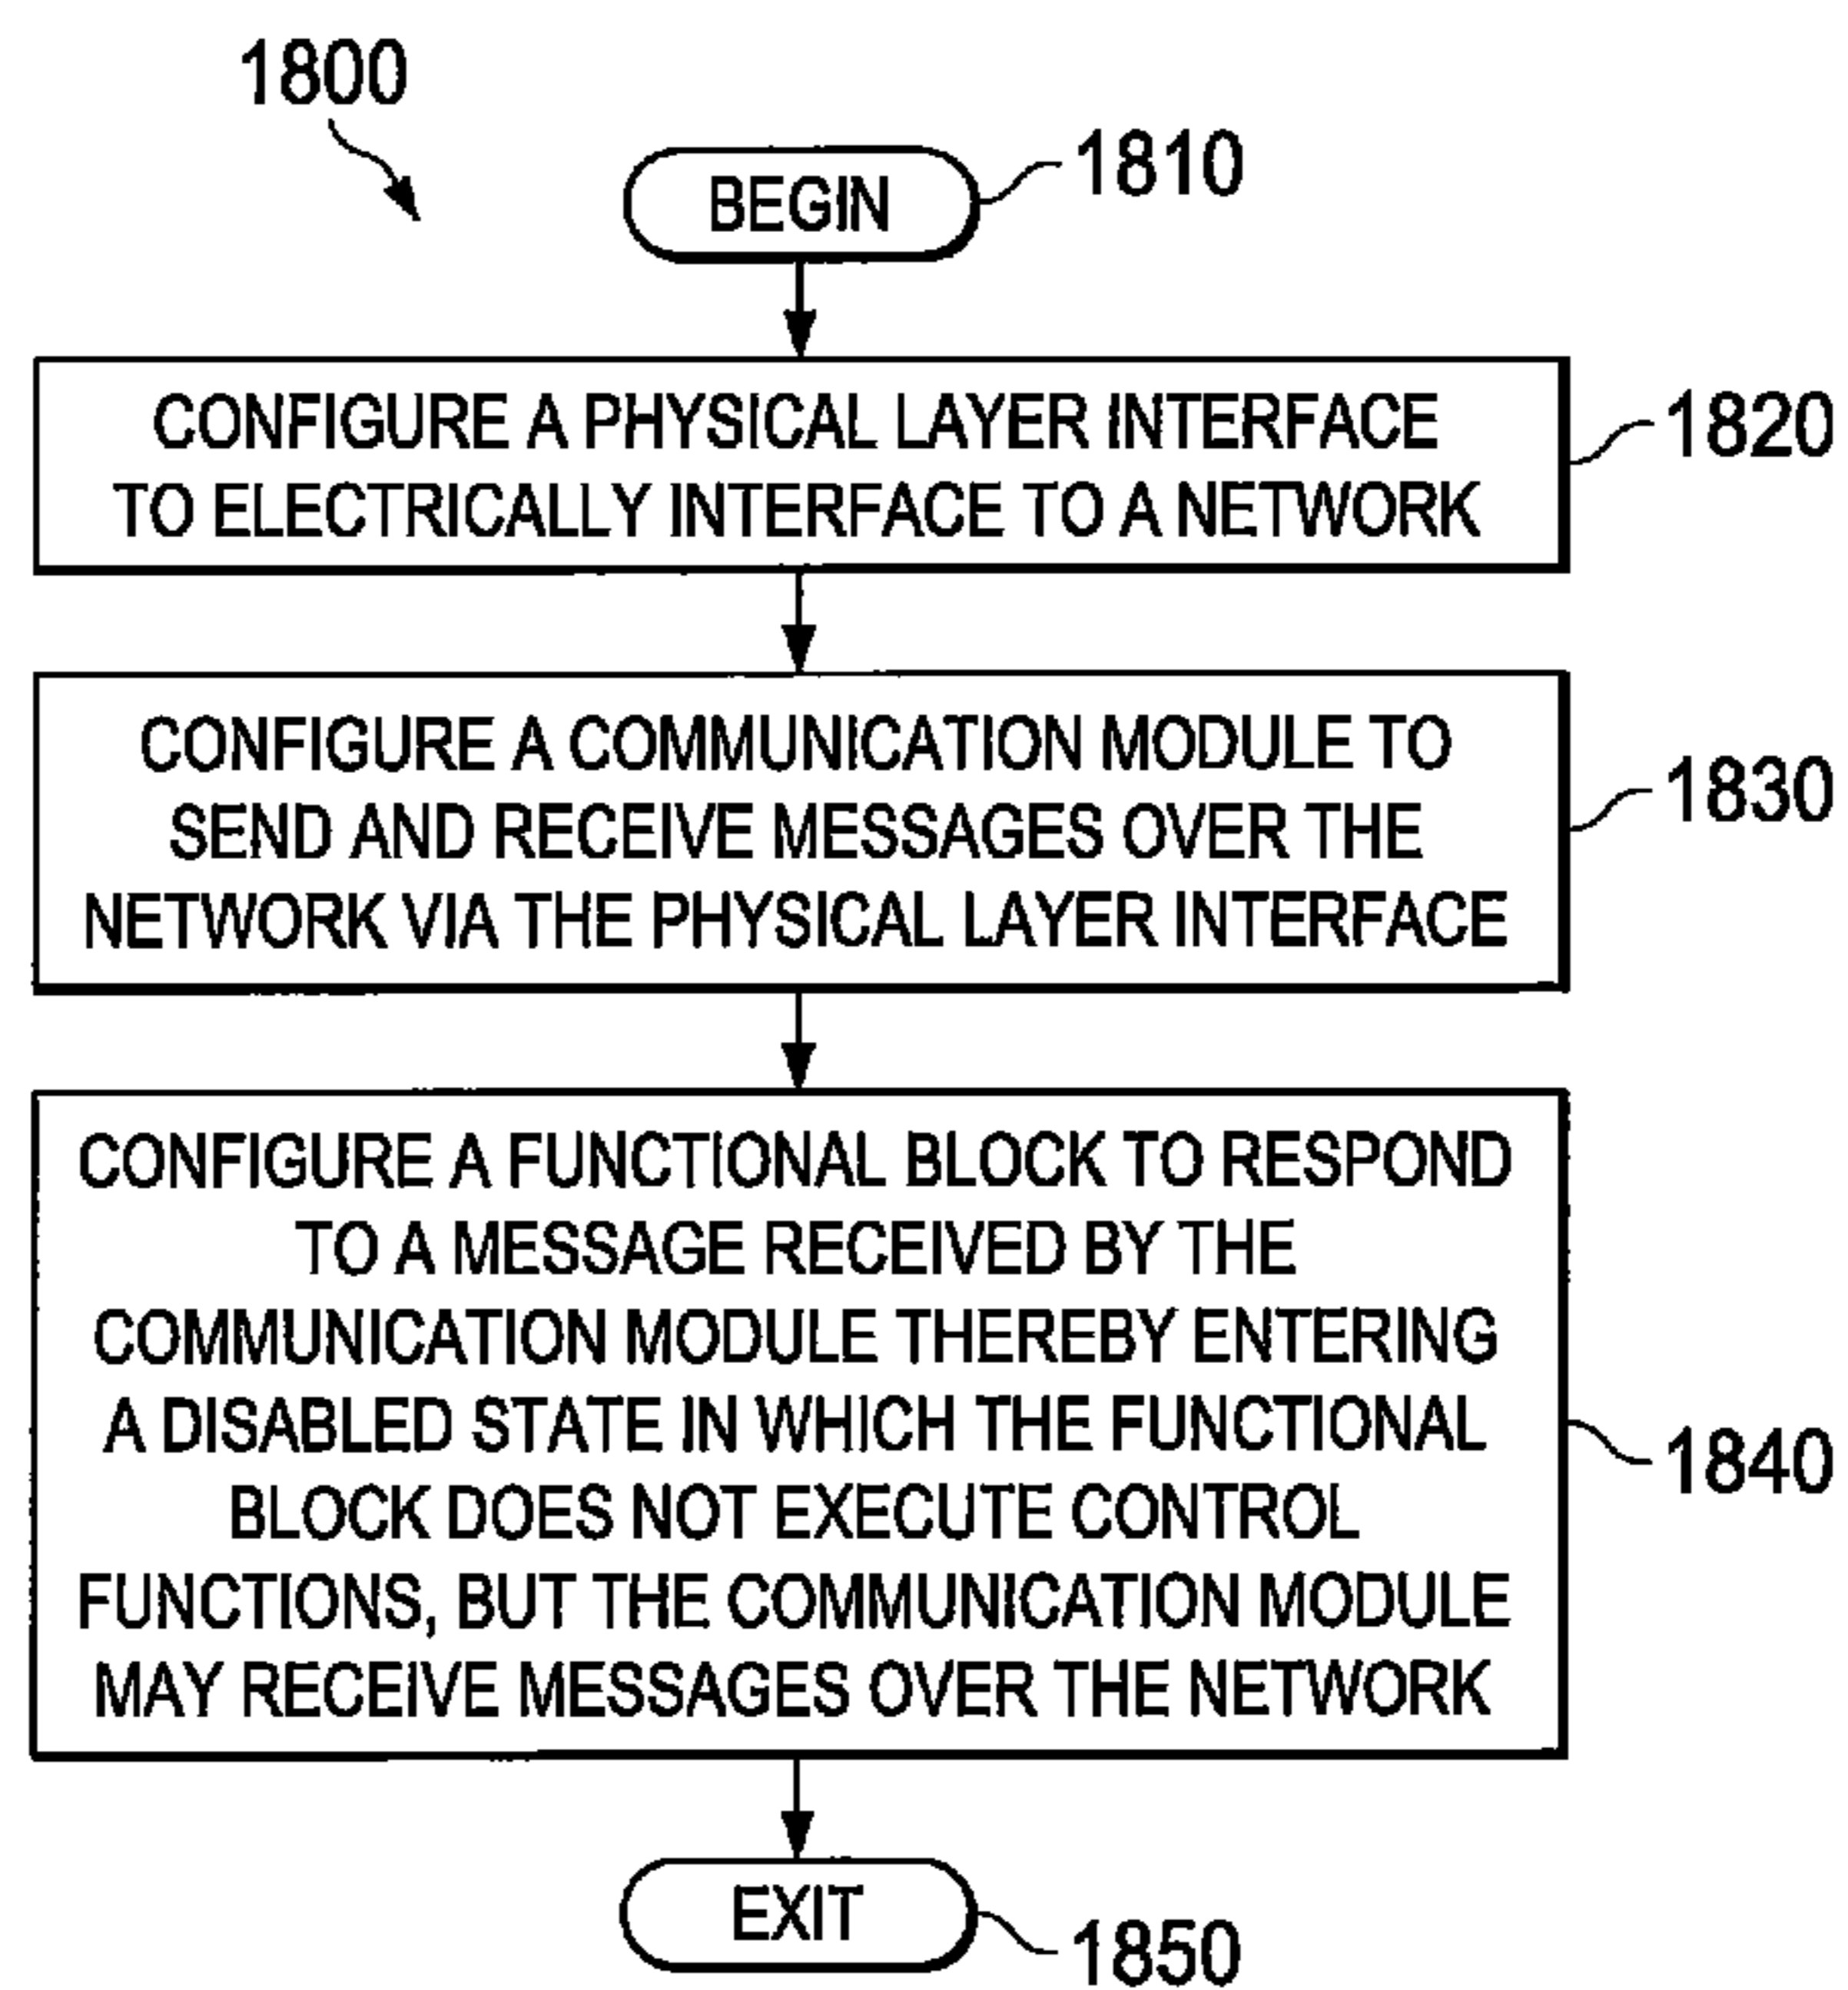 1800
BEGIN
1810
CONFIGURE A PHYSICAL LAYER INTERFACE
TO ELECTRICALLY INTERFACE TO A NETWORK
1820
CONFIGURE A COMMUNICATION MODULE TO
SEND AND RECEIVE MESSAGES OVER THE
NETWORK VIA THE PHYSICAL LAYER INTERFACE
1830
CONFIGURE A FUNCTIONAL BLOCK TO RESPOND
TO A MESSAGE RECEIVED BY THE
COMMUNICATION MODULE THEREBY ENTERING
A DISABLED STATE IN WHICH THE FUNCTIONAL
BLOCK DOES NOT EXECUTE CONTROL
FUNCTIONS, BUT THE COMMUNICATION MODULE
MAY RECEIVE MESSAGES OVER THE NETWORK
1840
EXIT
1850